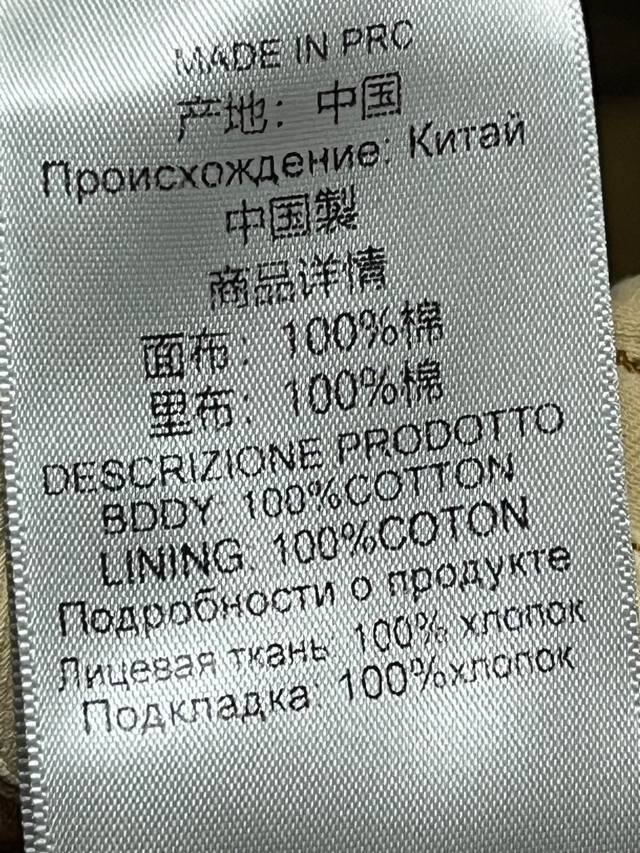 MADE IN PRC
产地：中国
Происхождение: Китай
中国製
商品详情
面布：100%棉
里布：100%棉
DESCRIZIONE PRODOTTO
BDDY: 100%COTTON
LINING: 100%COTON
Подробности о продукте
Лицевая ткань: 100% хлопок
Подкладка: 100%хлопок